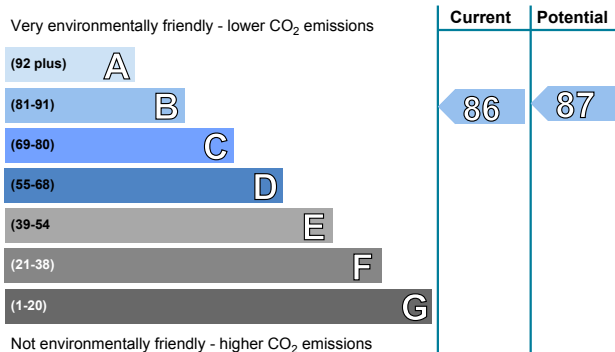 Very environmentally friendly - lower CO2 emissions
Current
Potential
(92 plus) A
(81-91) B
86
87
(69-80) C
(55-68) D
(39-54 E
(21-38) F
(1-20) G
Not environmentally friendly - higher CO2 emissions